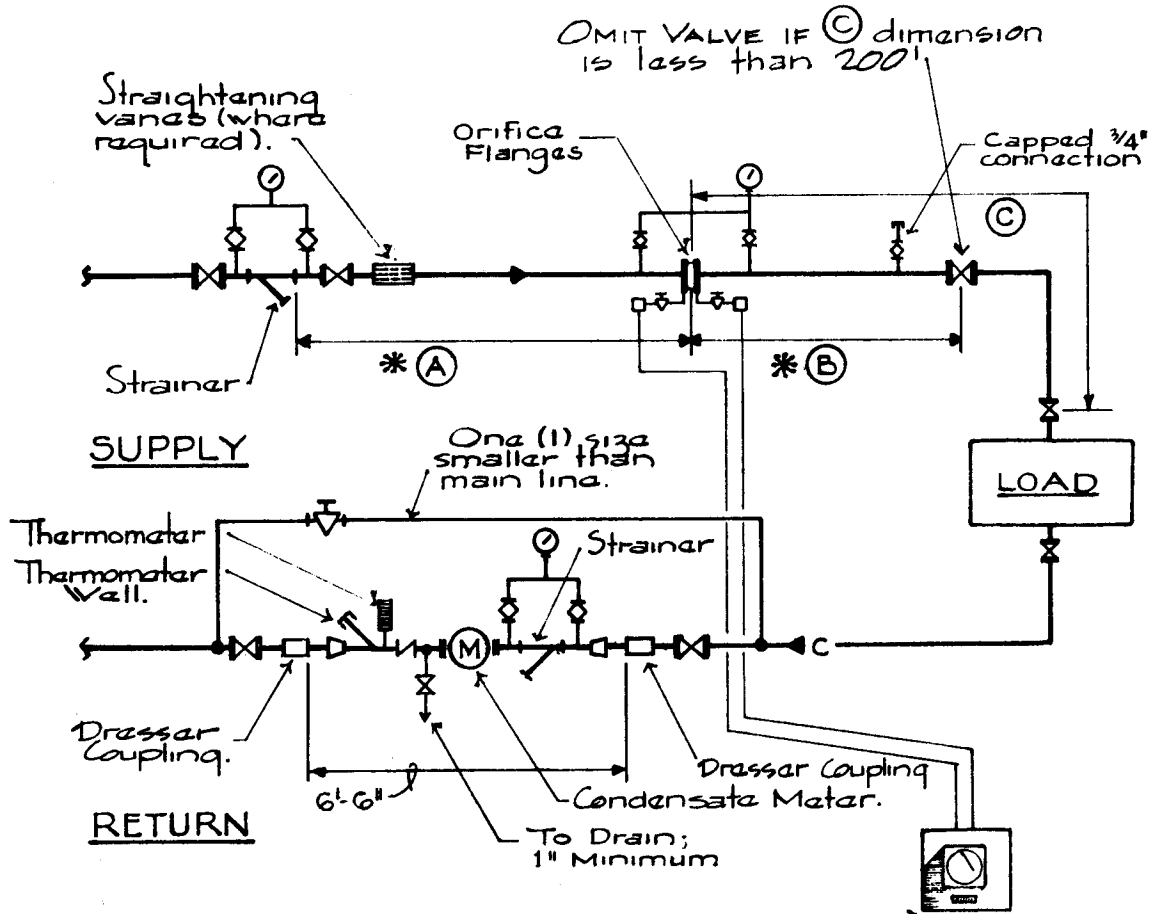 OMIT VALVE IF Ⓒ dimension
is less than 200'
Straightening
vanes (where
required).
Orifice
Flanges
Capped 3/4"
connection
C
* A
* B
Strainer
SUPPLY
One (1) size
smaller than
main line.
LOAD
Thermometer
Thermometer
Well.
Strainer
M
C
Dresser
Coupling.
6'-6"
Dresser Coupling
Condensate Meter.
RETURN
To Drain;
1" Minimum